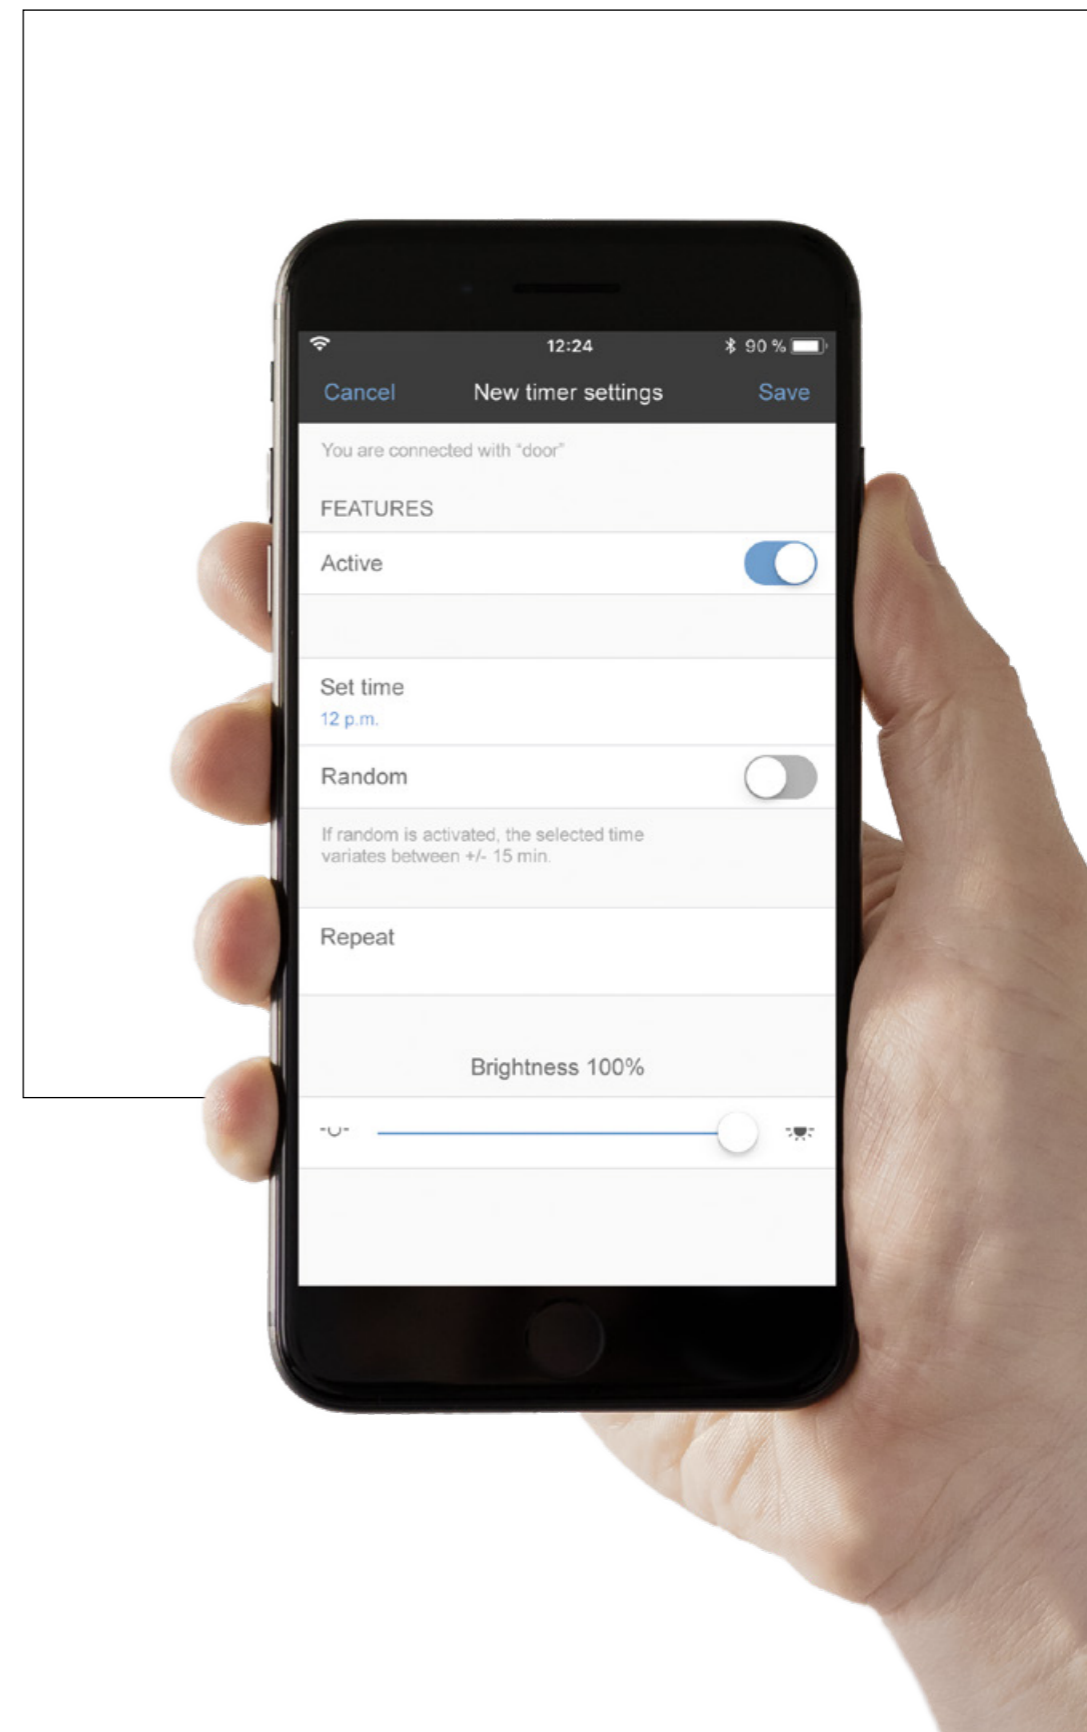 12:24 90 %
Cancel New timer settings Save
You are connected with “door”
FEATURES
Active
Set time
12 p.m.
Random
If random is activated, the selected time
variates between +/- 15 min.
Repeat
Brightness 100%